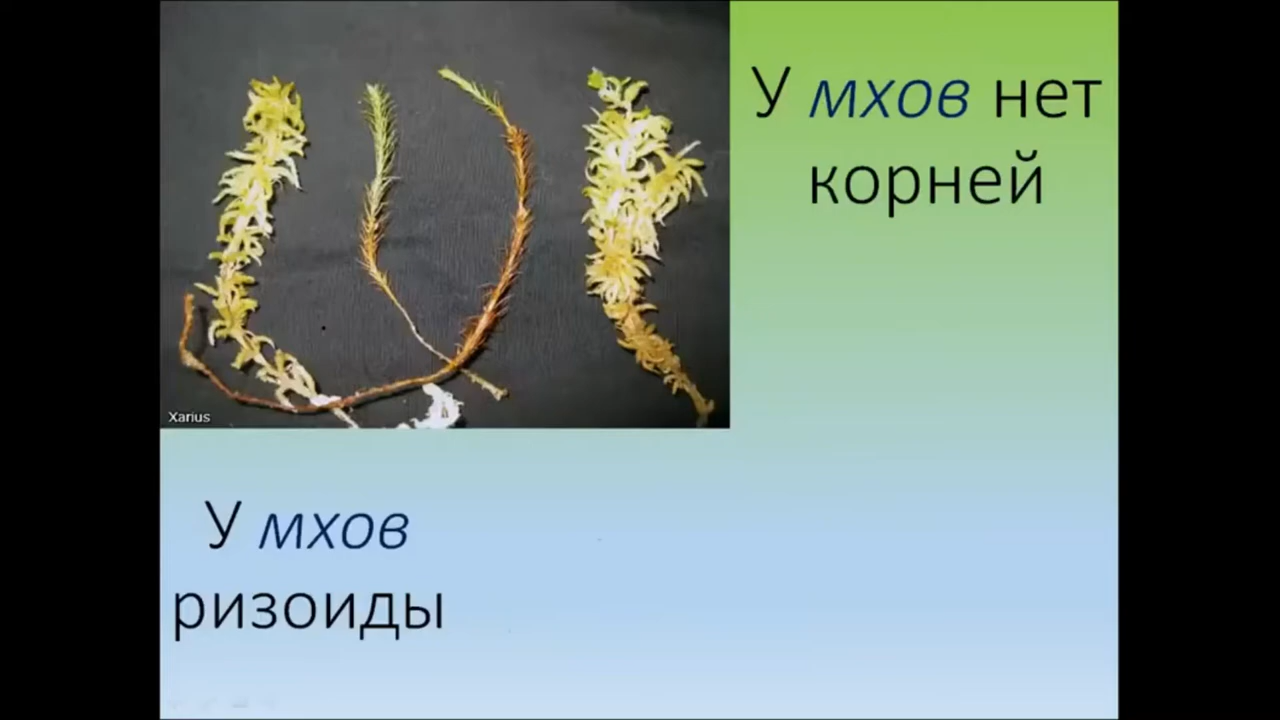 У мхов нет
корней
Xarius
У мхов
ризоиды